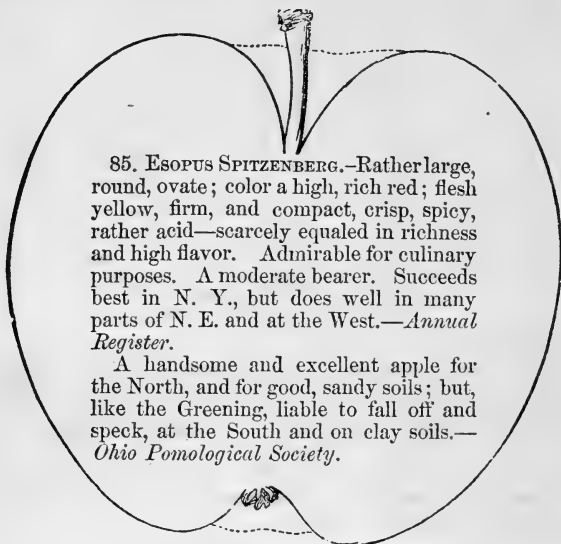 85. ESOPUS SPITZENBERG.-Rather large,
round, ovate; color a high, rich red; flesh
yellow, firm, and compact, crisp, spicy,
rather acid—scarcely equaled in richness
and high flavor. Admirable for culinary
purposes. A moderate bearer. Succeeds
best in N. Y., but does well in many
parts of N. E. and at the West.—Annual
Register.
A handsome and excellent apple for
the North, and for good, sandy soils; but,
like the Greening, liable to fall off and
speck, at the South and on clay soils.—
Ohio Pomological Society.